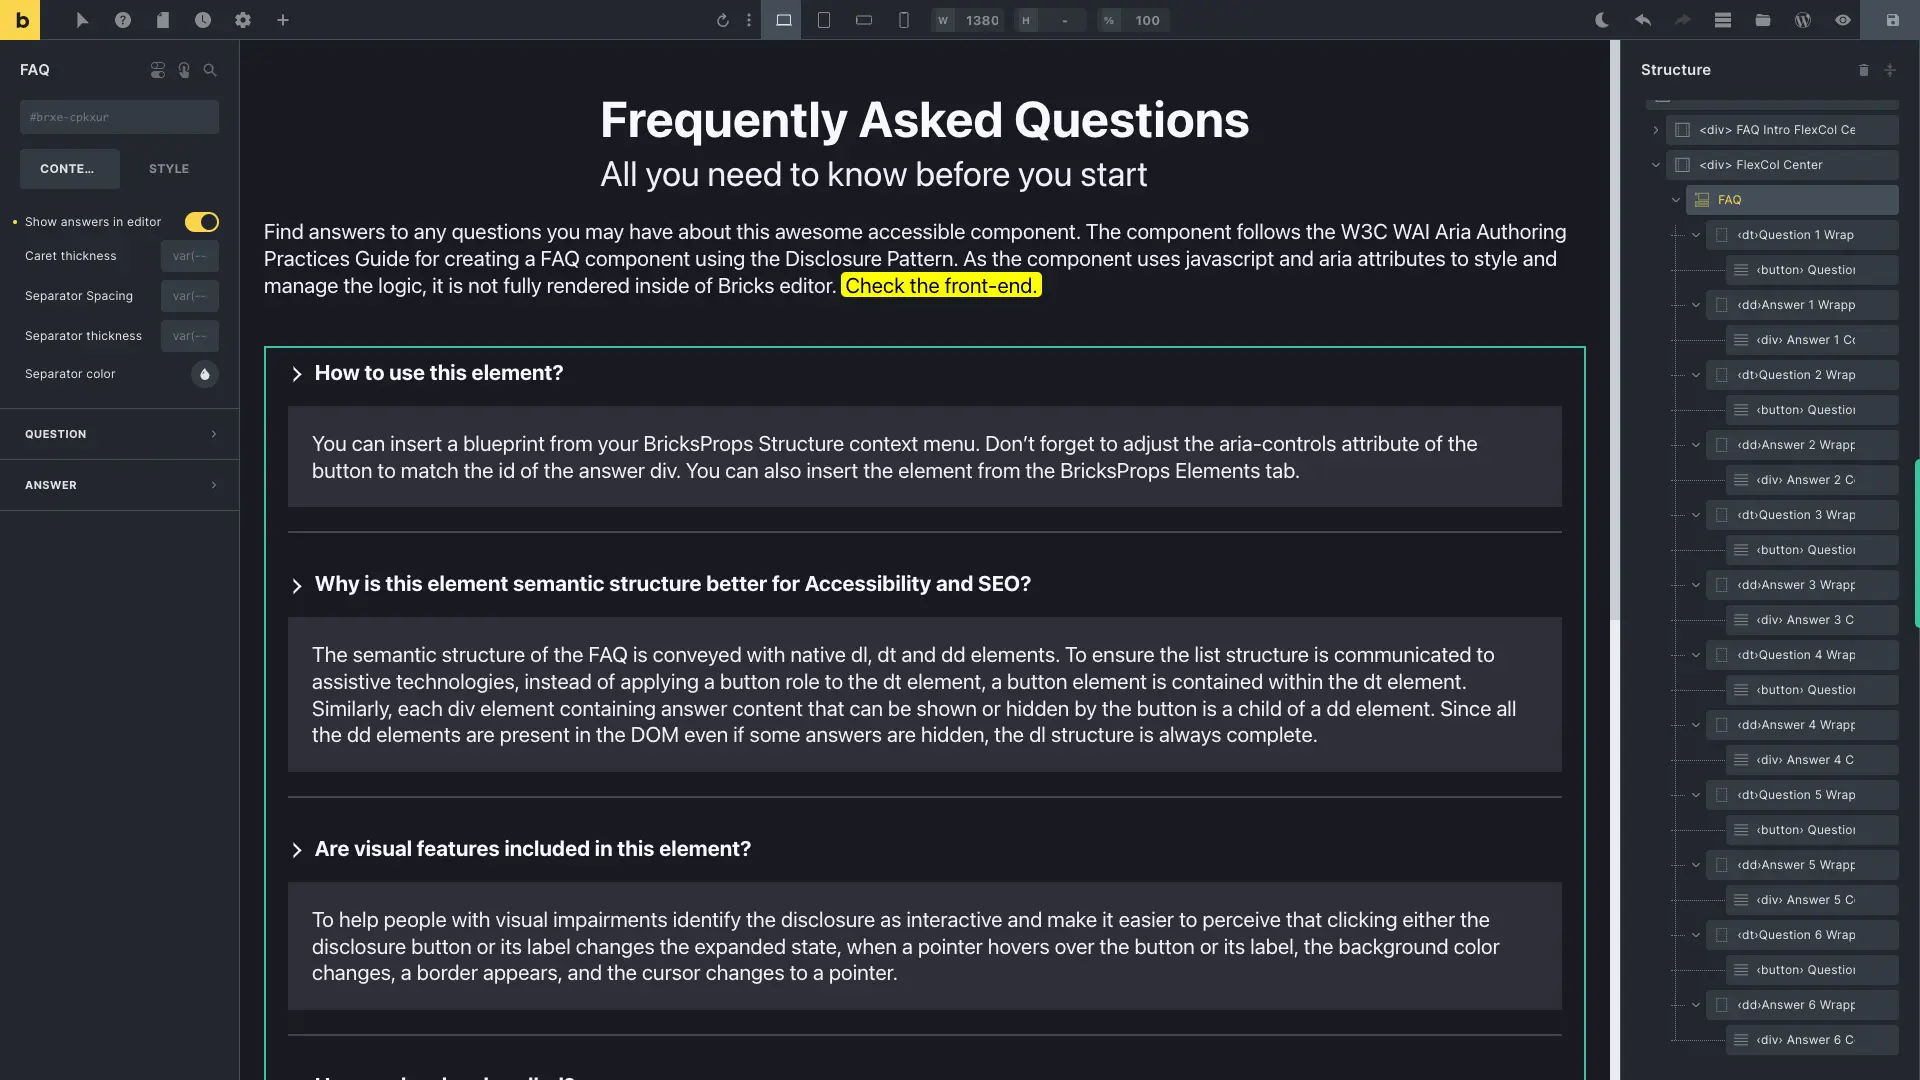 b
W 1380 H - % 100
FAQ
#brxe-cpkxur
CONTE...
STYLE
Show answers in editor
Caret thickness
var(--
Separator Spacing
var(--
Separator thickness
var(--
Separator color
QUESTION
ANSWER
Frequently Asked Questions
All you need to know before you start
Find answers to any questions you may have about this awesome accessible component. The component follows the W3C WAI Aria Authoring
Practices Guide for creating a FAQ component using the Disclosure Pattern. As the component uses javascript and aria attributes to style and
manage the logic, it is not fully rendered inside of Bricks editor. Check the front-end.
How to use this element?
You can insert a blueprint from your BricksProps Structure context menu. Don’t forget to adjust the aria-controls attribute of the
button to match the id of the answer div. You can also insert the element from the BricksProps Elements tab.
Why is this element semantic structure better for Accessibility and SEO?
The semantic structure of the FAQ is conveyed with native dl, dt and dd elements. To ensure the list structure is communicated to
assistive technologies, instead of applying a button role to the dt element, a button element is contained within the dt element.
Similarly, each div element containing answer content that can be shown or hidden by the button is a child of a dd element. Since all
the dd elements are present in the DOM even if some answers are hidden, the dl structure is always complete.
Are visual features included in this element?
To help people with visual impairments identify the disclosure as interactive and make it easier to perceive that clicking either the
disclosure button or its label changes the expanded state, when a pointer hovers over the button or its label, the background color
changes, a border appears, and the cursor changes to a pointer.
Structure
<div> FAQ Intro FlexCol Ce
<div> FlexCol Center
FAQ
‹dt›Question 1 Wrap
‹button› Question
‹dd›Answer 1 Wrapp
‹div› Answer 1 Co
‹dt›Question 2 Wrap
‹button› Question
‹dd›Answer 2 Wrapp
‹div› Answer 2 C
‹dt›Question 3 Wrap
‹button› Question
‹dd›Answer 3 Wrapp
‹div› Answer 3 C
‹dt›Question 4 Wrap
‹button› Question
‹dd›Answer 4 Wrapp
‹div› Answer 4 C
‹dt›Question 5 Wrap
‹button› Question
‹dd›Answer 5 Wrapp
‹div› Answer 5 C
‹dt›Question 6 Wrap
‹button› Question
‹dd›Answer 6 Wrapp
‹div› Answer 6 C